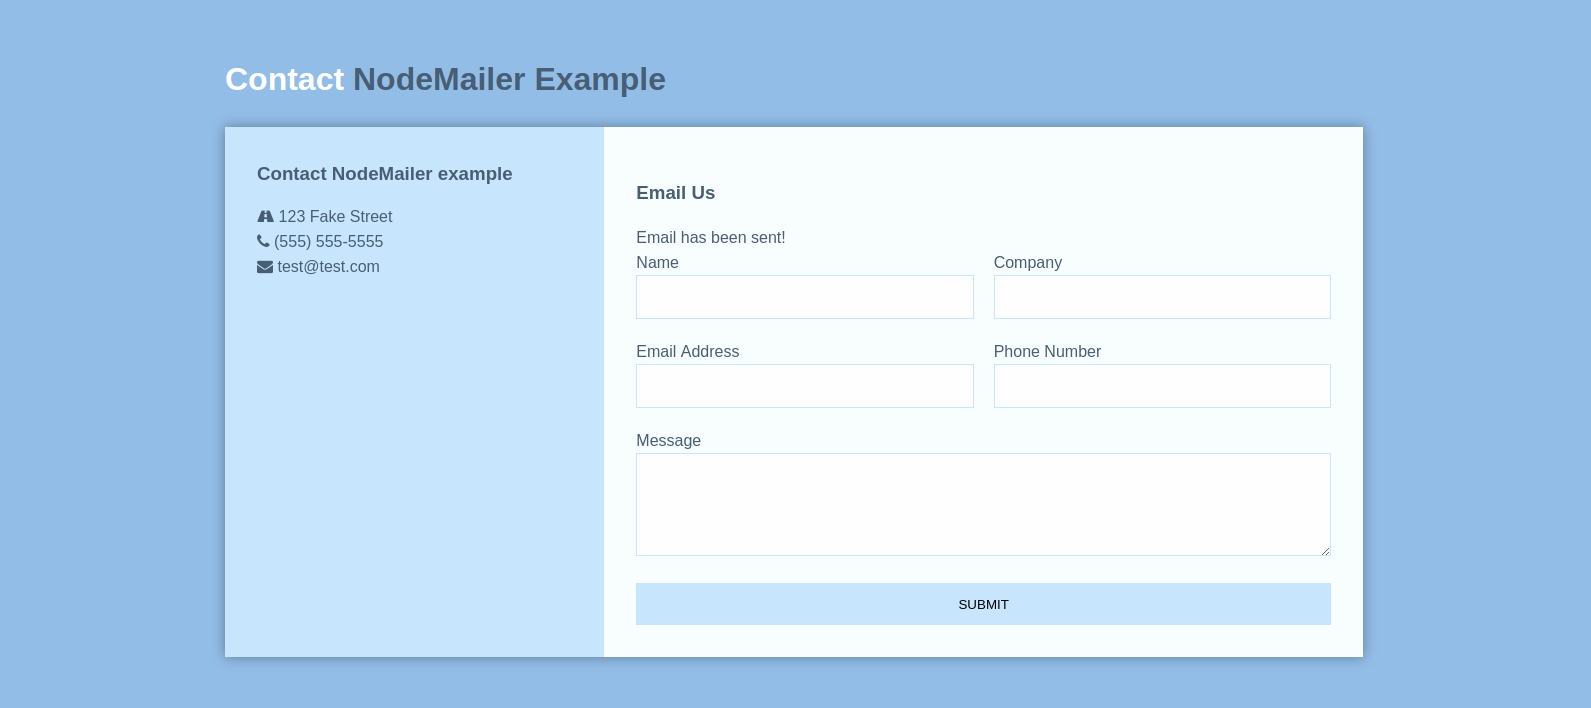 Contact NodeMailer Example
Contact NodeMailer example
123 Fake Street
(555) 555-5555
test@test.com
Email Us
Email has been sent!
Name
Company
Email Address
Phone Number
Message
SUBMIT